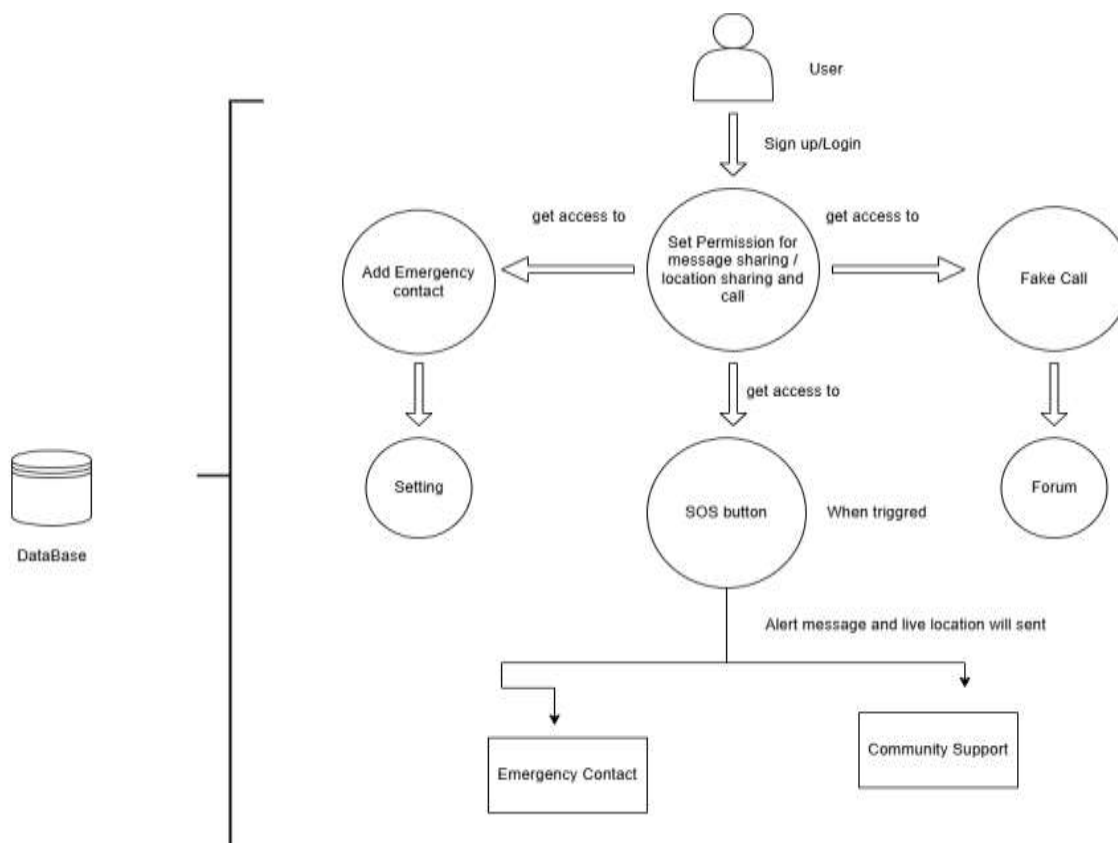 User
Sign up/Login
get access to
get access to
Add Emergency
contact
Set Permission for
message sharing /
location sharing and
call
Fake Call
get access to
Setting
SOS button
When triggred
Forum
DataBase
Alert message and live location will sent
Emergency Contact
Community Support